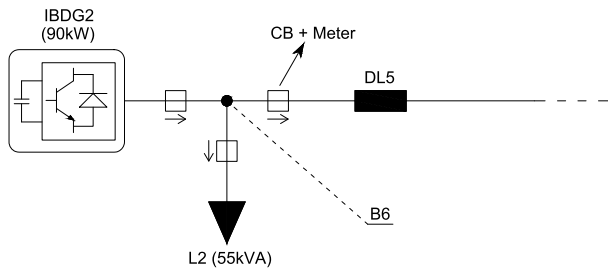 IBDG2
(90kW)
CB + Meter
DL5
B6
L2 (55kVA)